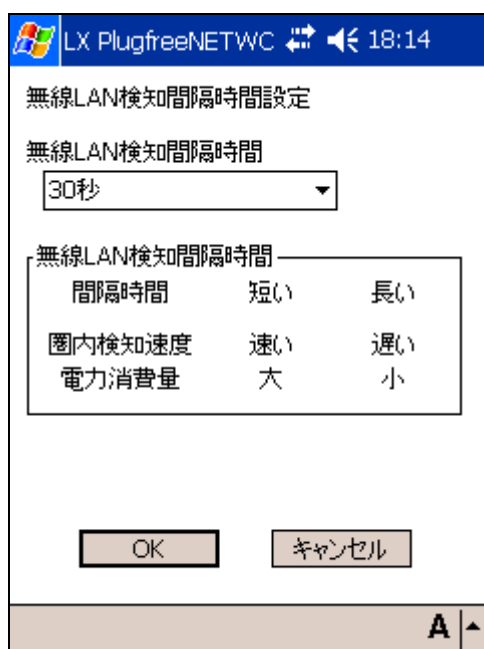 LX PlugfreeNETWC 18:14
無線LAN検知間隔時間設定
無線LAN検知間隔時間
30秒
無線LAN検知間隔時間
間隔時間 短い 長い
圏内検知速度 速い 遅い
電力消費量 大 小
OK キャンセル
A